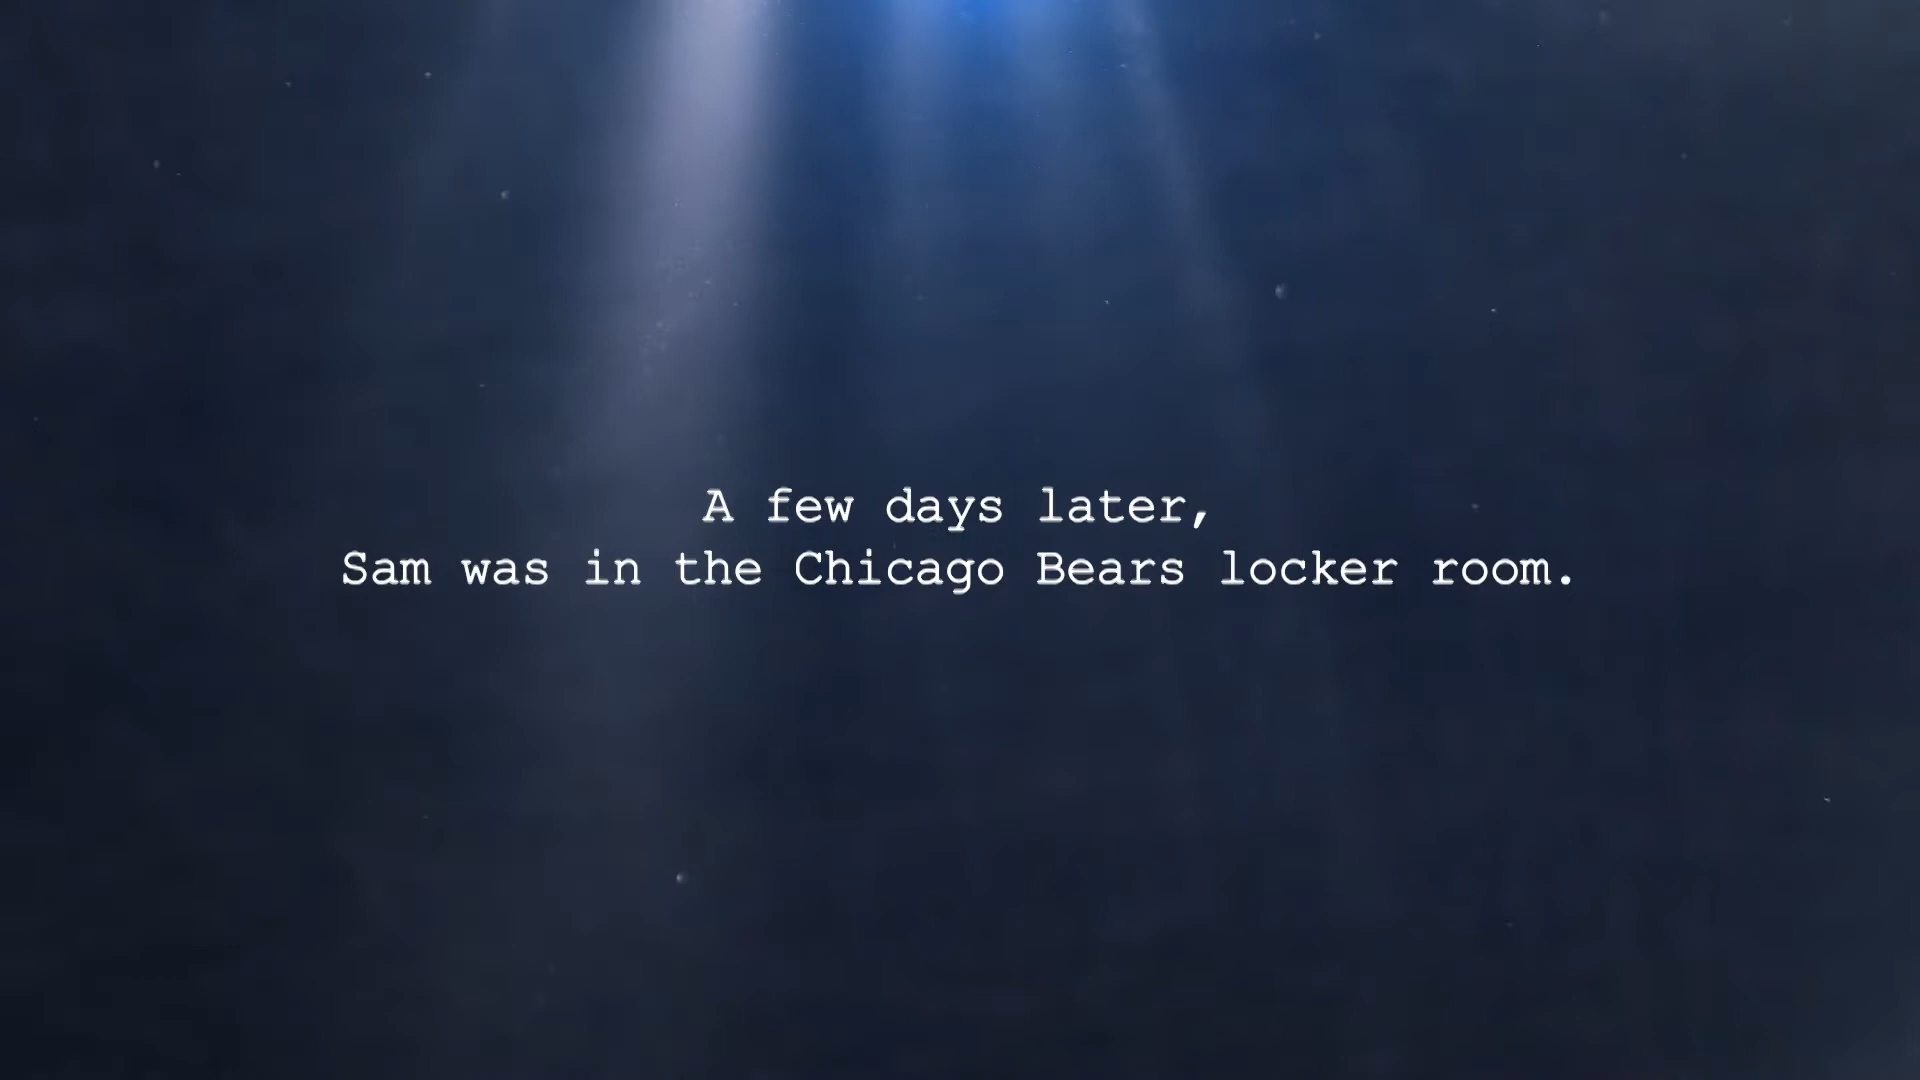 A few days later,
Sam was in the Chicago Bears locker room.